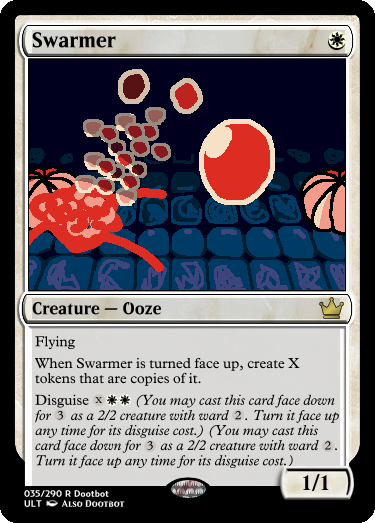 Swarmer
Creature — Ooze
Flying
When Swarmer is turned face up, create X
tokens that are copies of it.
Disguise X (You may cast this card face down
for 3 as a 2/2 creature with ward 2. Turn it face up
any time for its disguise cost.) (You may cast this
card face down for 3 as a 2/2 creature with ward 2.
Turn it face up any time for its disguise cost.)
1/1
035/290 R Dootbot
ULT Also Dootbot